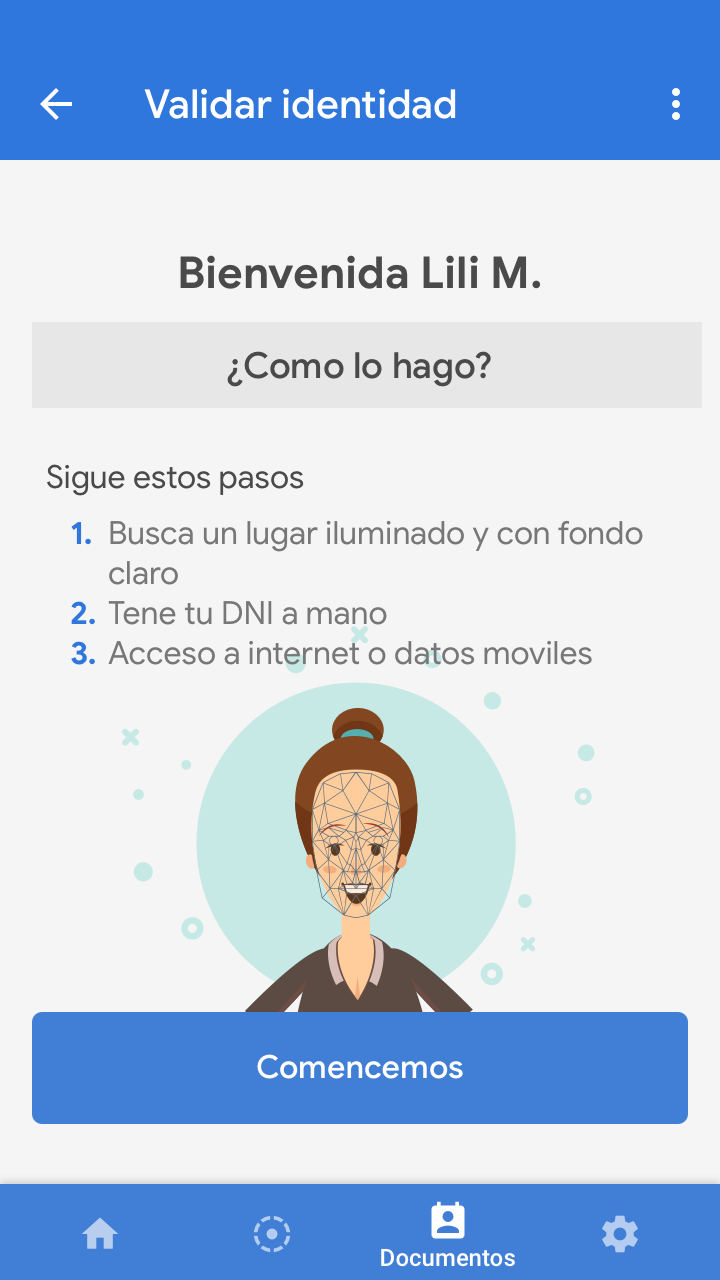 Validar identidad
Bienvenida Lili M.
¿Como lo hago?
Sigue estos pasos
1. Busca un lugar iluminado y con fondo
claro
2. Tene tu DNI a mano
3. Acceso a internet o datos moviles
Comencemos
Documentos